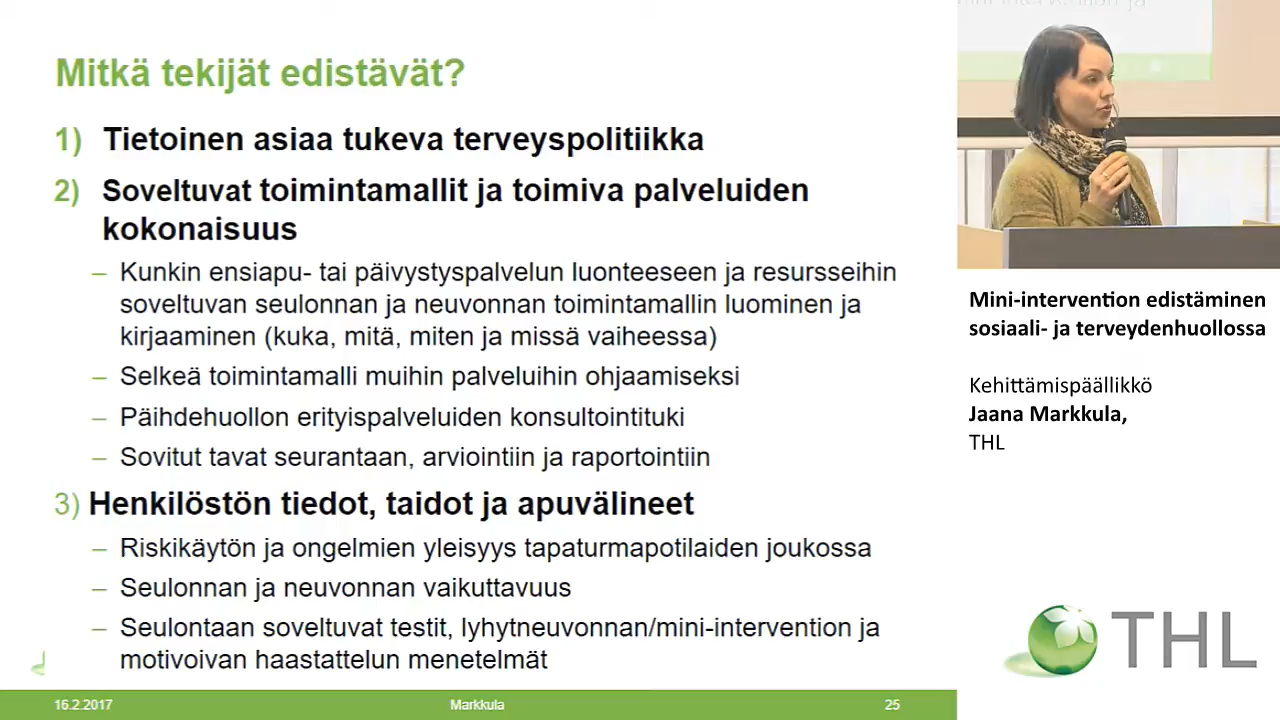 Mitkä tekijät edistävät?
1) Tietoinen asiaa tukeva terveyspolitiikka
2) Soveltuvat toimintamallit ja toimiva palveluiden
kokonaisuus
– Kunkin ensiapu- tai päivystyspalvelun luonteeseen ja resursseihin
soveltuvan seulonnan ja neuvonnan toimintamallin luominen ja
kirjaaminen (kuka, mitä, miten ja missä vaiheessa)
– Selkeä toimintamalli muihin palveluihin ohjaamiseksi
– Päihdehuollon erityispalveluiden konsultointituki
– Sovitut tavat seurantaan, arviointiin ja raportointiin
3) Henkilöstön tiedot, taidot ja apuvälineet
– Riskikäytön ja ongelmien yleisyys tapaturmapotilaiden joukossa
– Seulonnan ja neuvonnan vaikuttavuus
– Seulontaan soveltuvat testit, lyhytneuvonnan/mini-intervention ja
motivoivan haastattelun menetelmät
16.2.2017
Markkula
25
Mini-intervention edistäminen
sosiaali- ja terveydenhuollossa
Kehittämispäällikkö
Jaana Markkula,
THL
THL